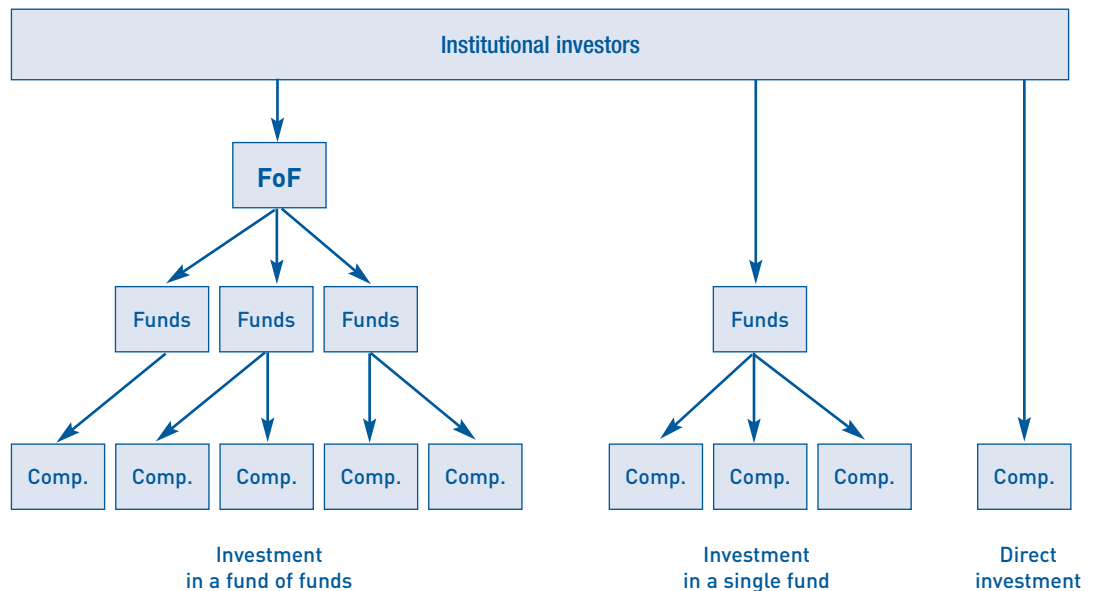 Institutional investors
FoF
Funds
Funds
Funds
Funds
Comp.
Comp.
Comp.
Comp.
Comp.
Comp.
Comp.
Comp.
Comp.
Investment
in a fund of funds
Investment
in a single fund
Direct
investment